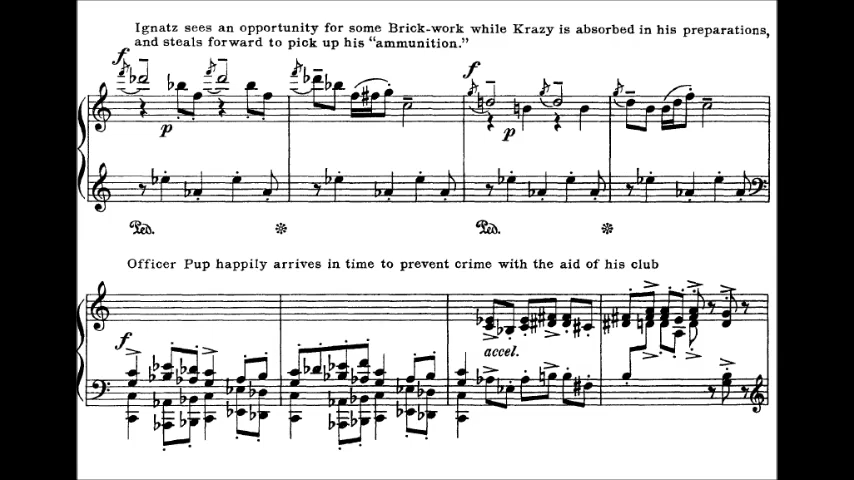 Ignatz sees an opportunity for some Brick-work while Krazy is absorbed in his preparations,
and steals forward to pick up his “ammunition.”
f
f
p
p
Ped.
Ped.
Officer Pup happily arrives in time to prevent crime with the aid of his club
f
accel.